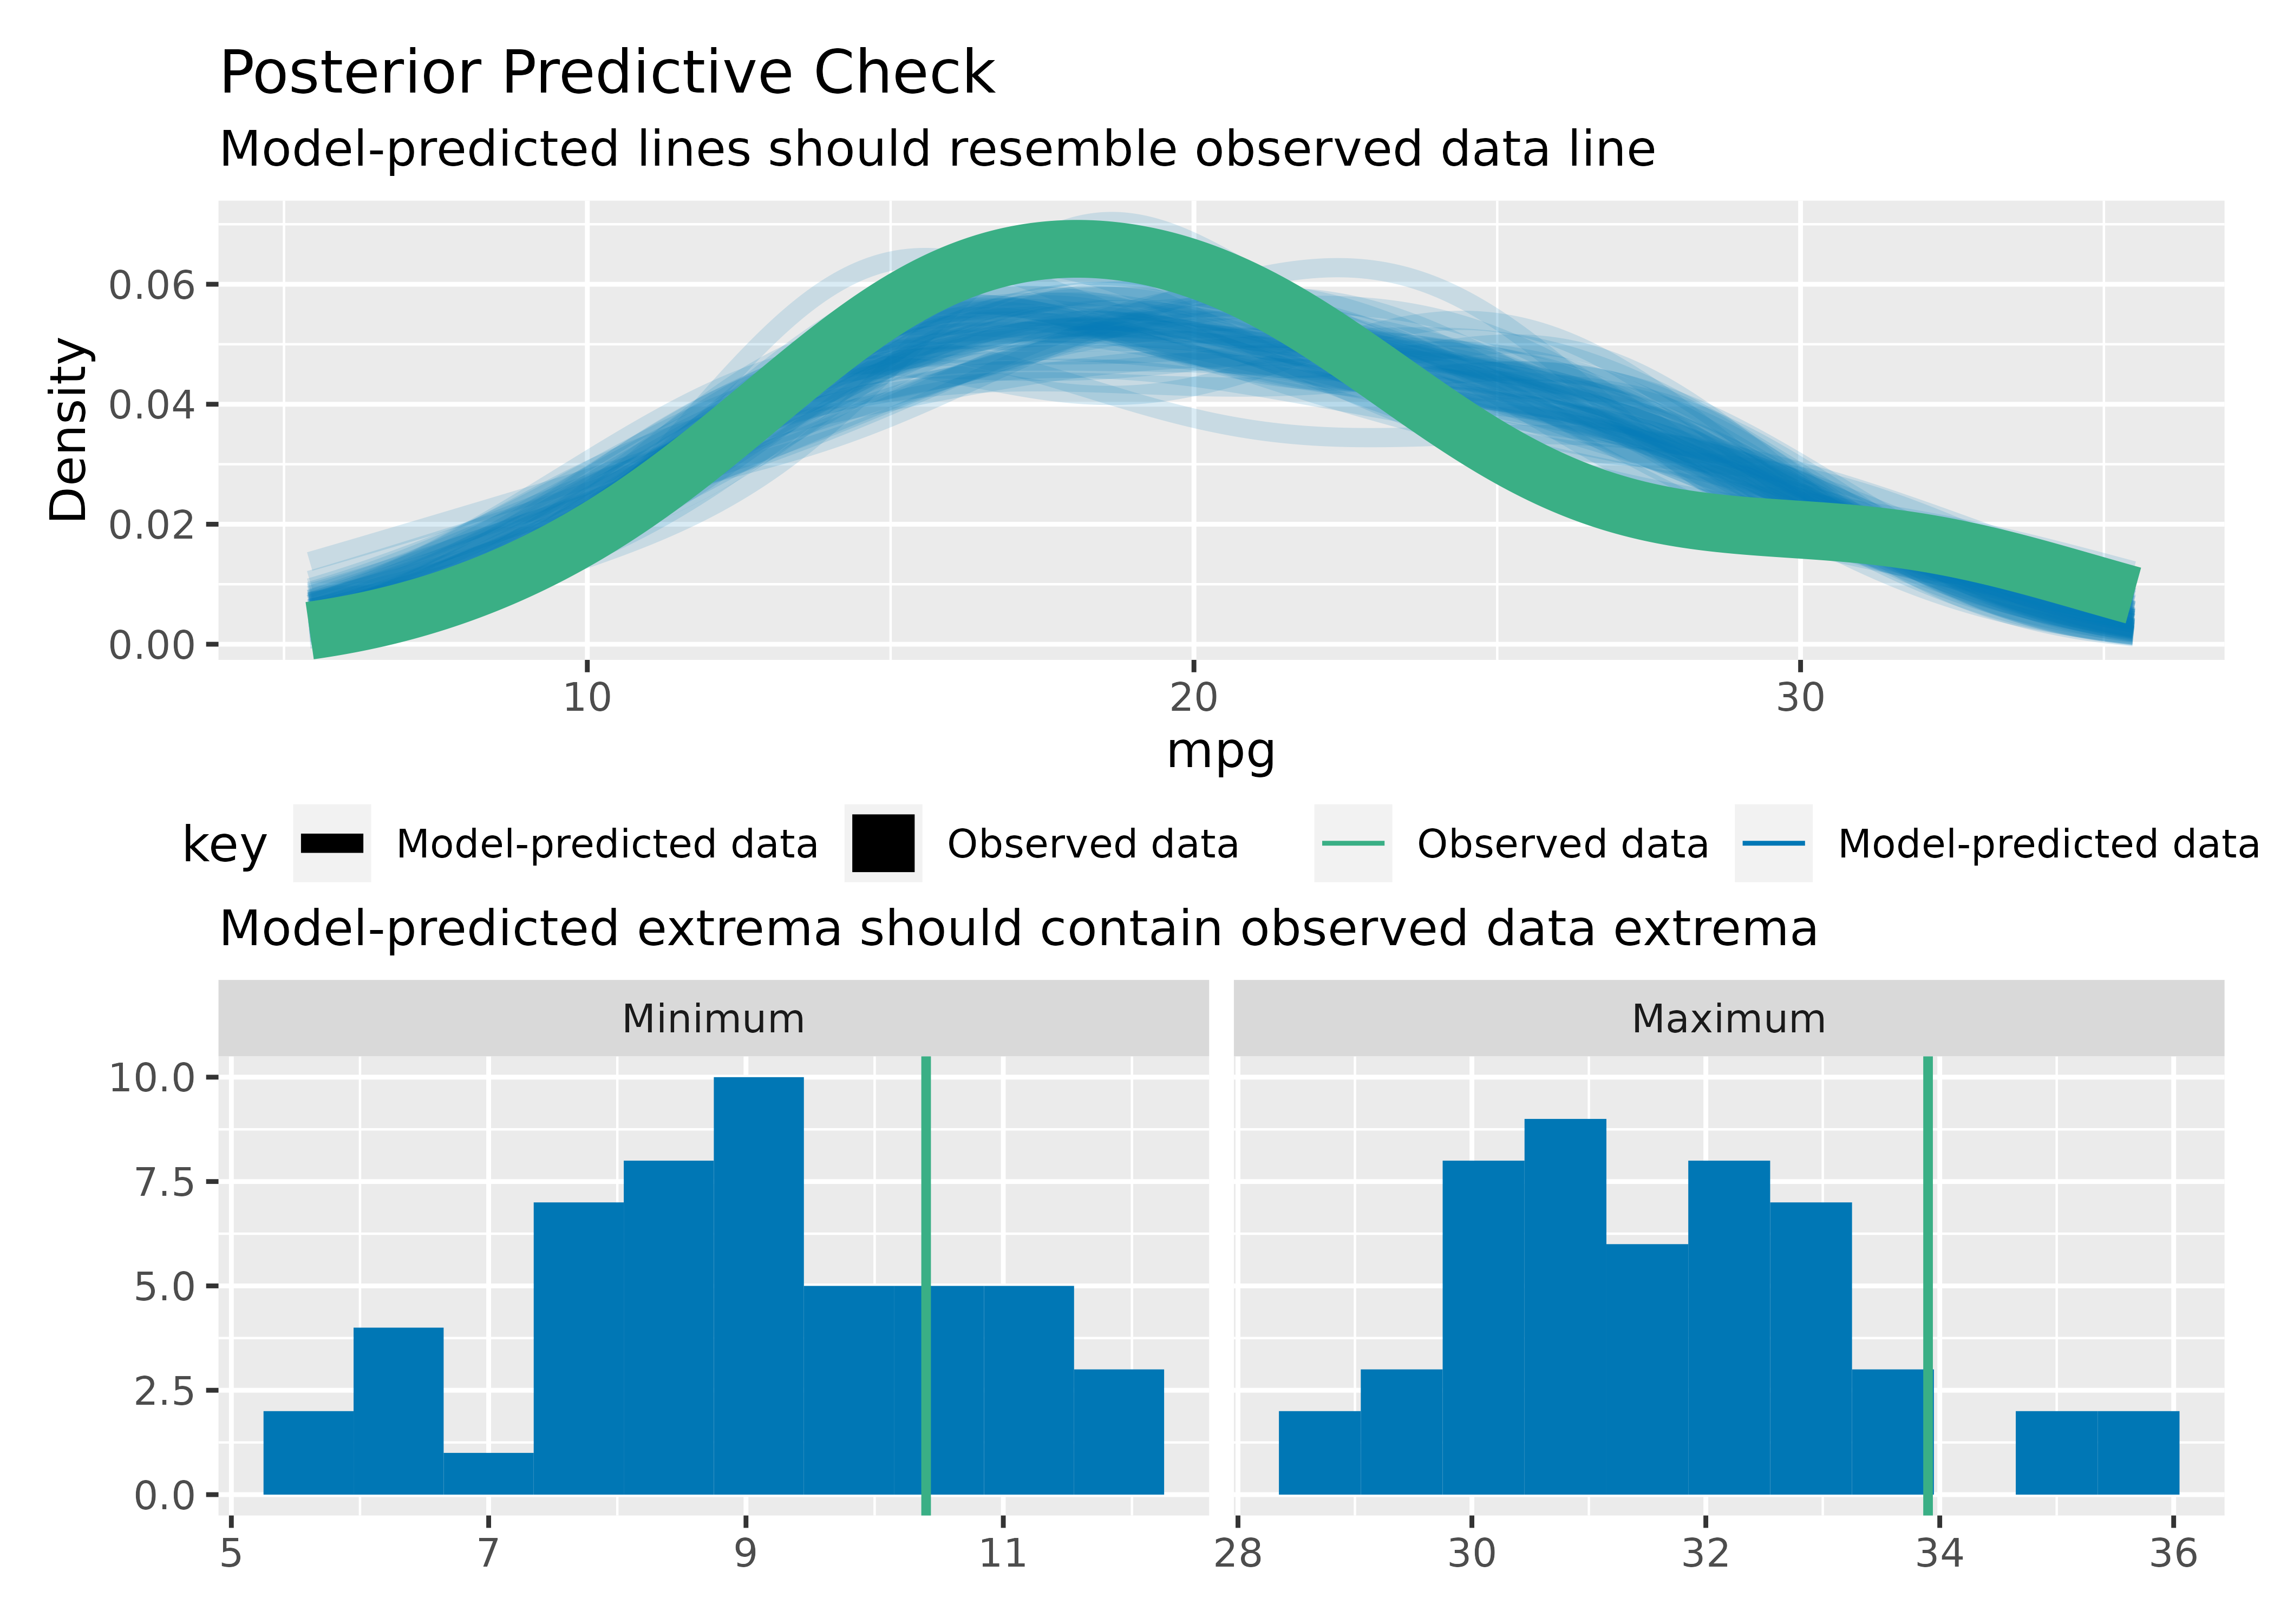 Posterior Predictive Check
Model-predicted lines should resemble observed data line
Density
0.06
0.04
0.02
0.00
10 20 30
mpg
key Model-predicted data Observed data Observed data Model-predicted data
Model-predicted extrema should contain observed data extrema
Minimum Maximum
10.0
7.5
5.0
2.5
0.0
5 7 9 11 28 30 32 34 36